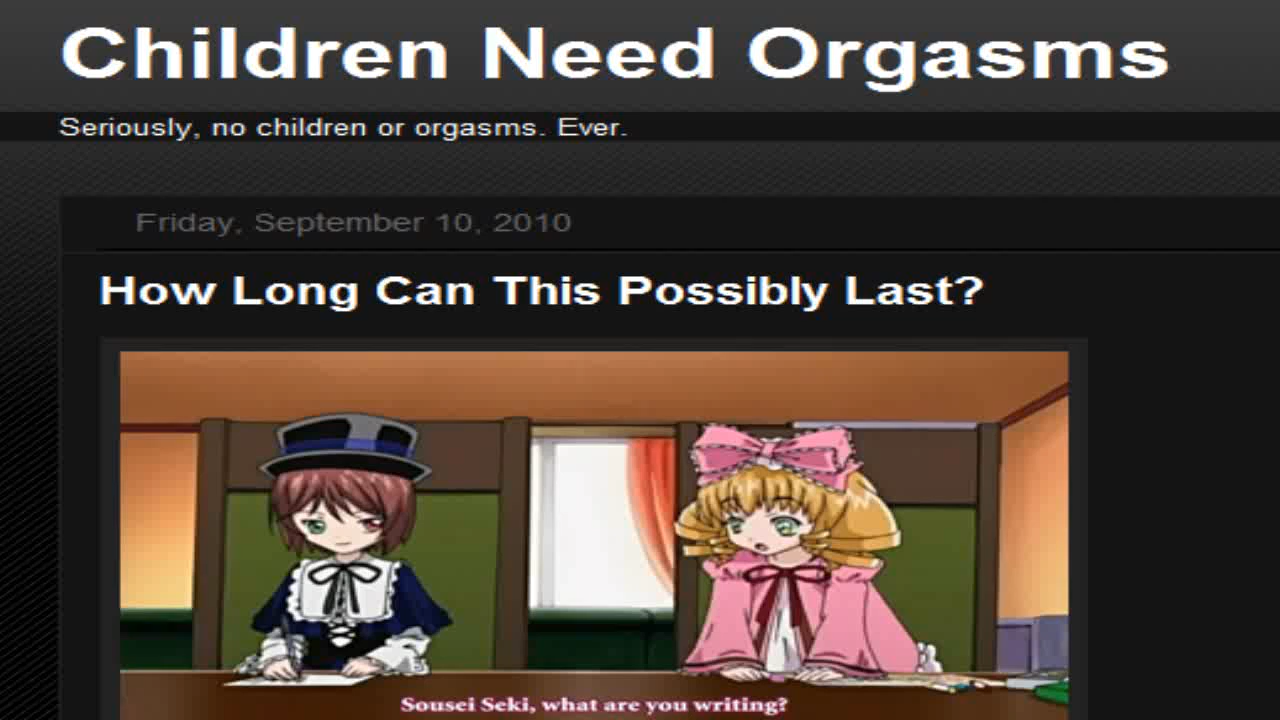 Children Need Orgasms
Seriously, no children or orgasms. Ever.
Friday, September 10, 2010
How Long Can This Possibly Last?
Sousei Seki, what are you writing?